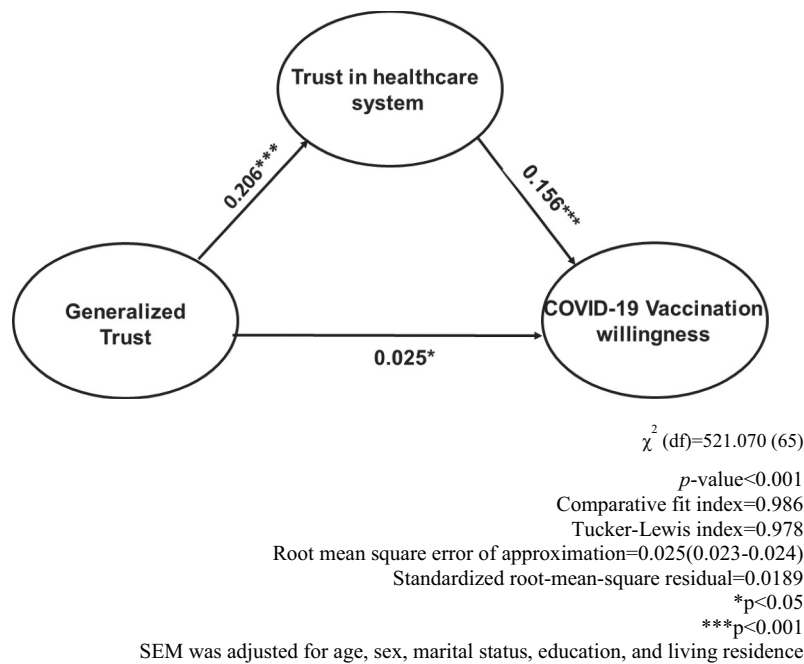 Trust in healthcare
system
0.206***
0.156***
Generalized
Trust
COVID-19 Vaccination
willingness
0.025*
χ² (df)=521.070 (65)
p-value<0.001
Comparative fit index=0.986
Tucker-Lewis index=0.978
Root mean square error of approximation=0.025(0.023-0.024)
Standardized root-mean-square residual=0.0189
*p<0.05
***p<0.001
SEM was adjusted for age, sex, marital status, education, and living residence